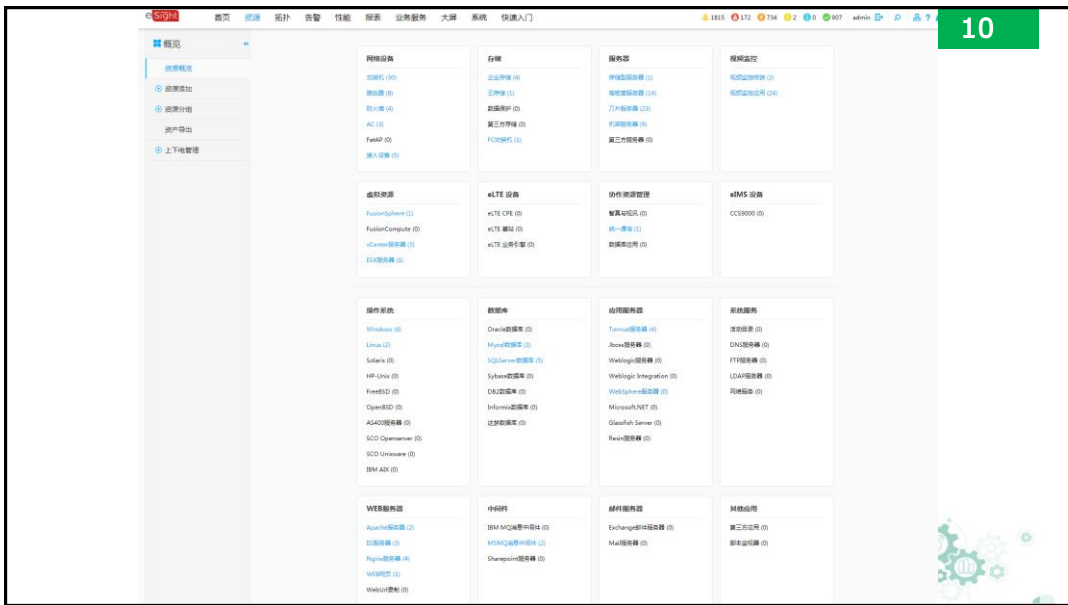 eSight 首页 资源 拓扑 告警 性能 报表 业务服务 大屏 系统 快速入门 1815 172 734 2 0 907 admin
10
概览
资源概览
资源添加
资源分组
资产导出
上下电管理
网络设备
交换机 (30)
路由器 (8)
防火墙 (4)
AC (3)
FatAP (0)
接入设备 (5)
存储
企业存储 (4)
云存储 (1)
数据保护 (0)
第三方存储 (0)
FC交换机 (1)
服务器
存储型服务器 (1)
高密度服务器 (14)
刀片服务器 (23)
机架服务器 (9)
第三方服务器 (0)
视频监控
视频监控终端 (2)
视频监控应用 (24)
虚拟资源
FusionSphere (1)
FusionCompute (0)
vCenter服务器 (3)
ESX服务器 (1)
eLTE 设备
eLTE CPE (0)
eLTE 基站 (0)
eLTE 业务引擎 (0)
协作资源管理
智真与视讯 (0)
统一通信 (1)
数据库应用 (0)
eIMS 设备
CCS9000 (0)
操作系统
Windows (6)
Linux (2)
Solaris (0)
HP-Unix (0)
FreeBSD (0)
OpenBSD (0)
AS400服务器 (0)
SCO Openserver (0)
SCO Unixware (0)
IBM AIX (0)
数据库
Oracle数据库 (0)
Mysql数据库 (3)
SQLServer数据库 (5)
Sybase数据库 (0)
DB2数据库 (0)
Informix数据库 (0)
达梦数据库 (0)
应用服务器
Tomcat服务器 (4)
Jboss服务器 (0)
Weblogic服务器 (0)
Weblogic Integration (0)
WebSphere服务器 (0)
Microsoft.NET (0)
Glassfish Server (0)
Resin服务器 (0)
系统服务
活动目录 (0)
DNS服务器 (0)
FTP服务器 (0)
LDAP服务器 (0)
网络服务 (0)
WEB服务器
Apache服务器 (2)
IIS服务器 (3)
Nginx服务器 (4)
WEB网页 (5)
WebUrl录制 (0)
中间件
IBM MQ消息中间件 (0)
MSMQ消息中间件 (2)
Sharepoint服务器 (0)
邮件服务器
Exchange邮件服务器 (0)
Mail服务器 (0)
其他应用
第三方应用 (0)
脚本监视器 (0)